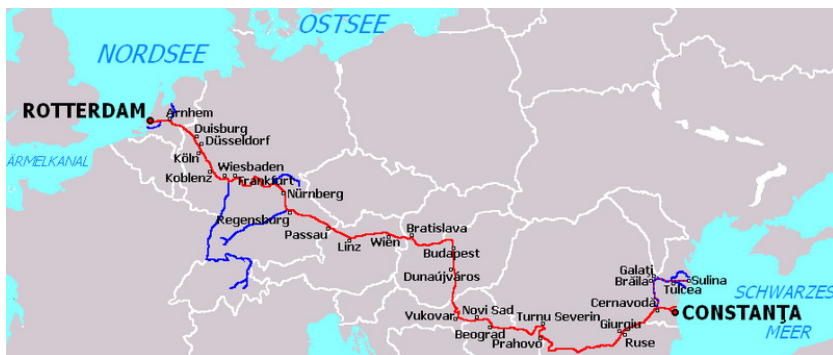 OSTSEE
NORDSEE
ROTTERDAM
Arnhem
Duisburg
Düsseldorf
ÄRMELKANAL
Köln
Koblenz
Wiesbaden
Frankfurt
Nürnberg
Regensburg
Passau
Linz
Wien
Bratislava
Budapest
Dunaújváros
Vukovar
Novi Sad
Beograd
Turnu Severin
Prahovo
Giurgiu
Ruse
Cernavodă
Galați
Brăila
Tulcea
Sulina
SCHWARZES
CONSTANȚA
MEER